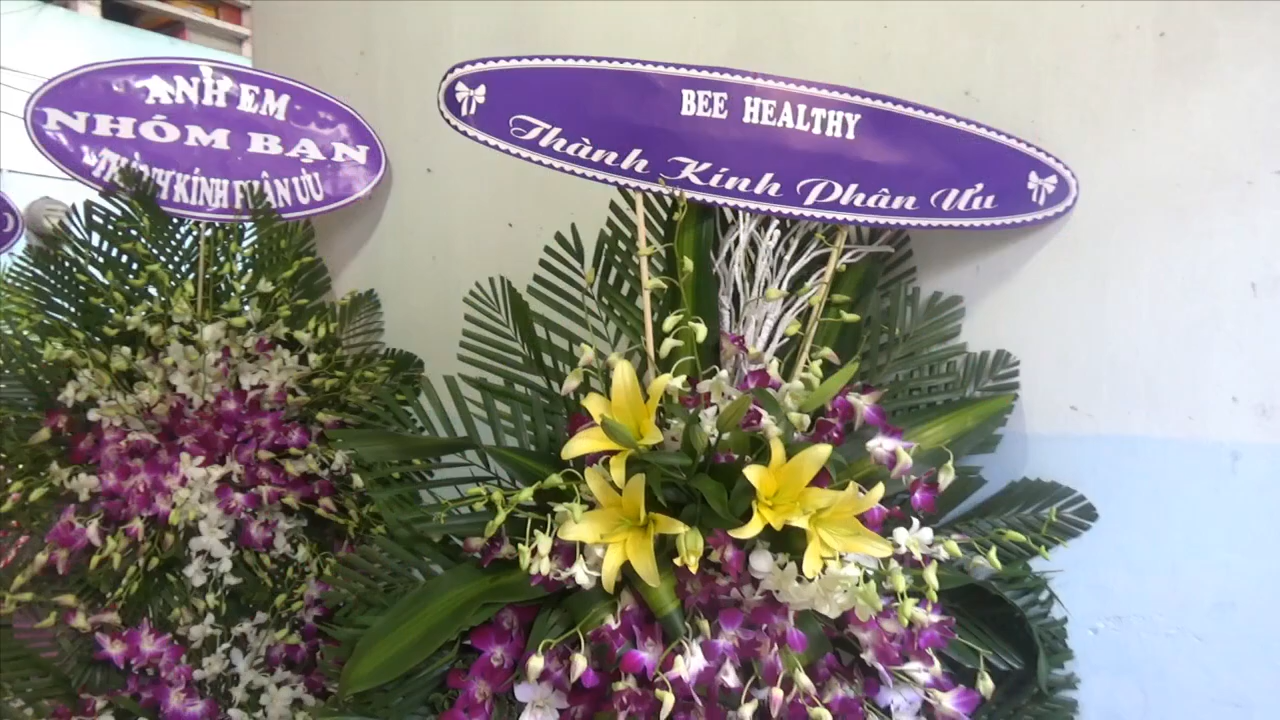 ANH EM
NHÓM BẠN
THÀNH KÍNH PHÂN ƯU
BEE HEALTHY
Thành Kính Phân Ưu